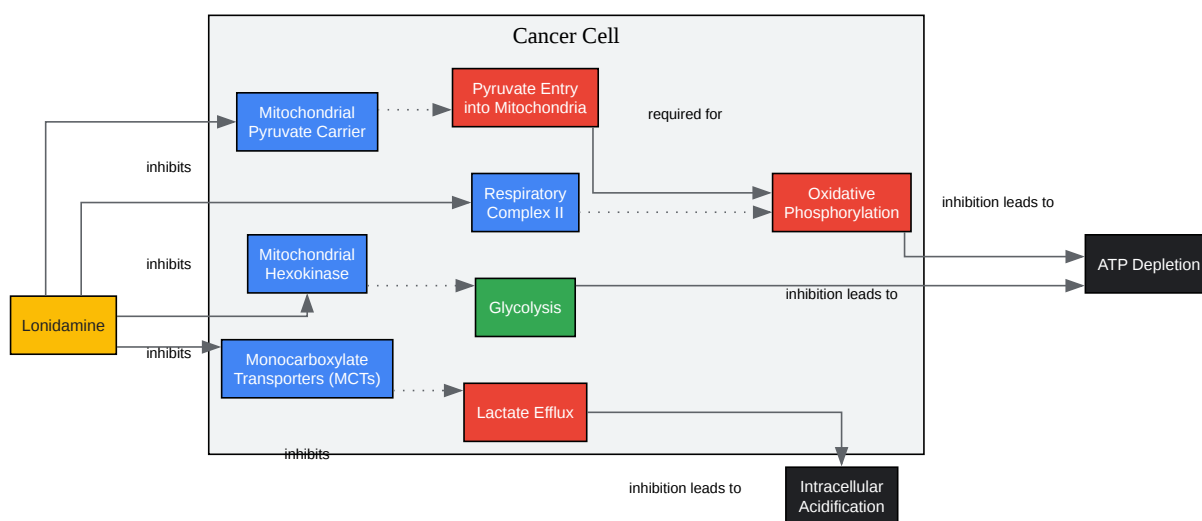 Cancer Cell
Mitochondrial
Pyruvate Carrier
Pyruvate Entry
into Mitochondria
required for
inhibits
Respiratory
Complex II
Oxidative
Phosphorylation
inhibition leads to
Mitochondrial
Hexokinase
inhibits
ATP Depletion
Glycolysis
inhibition leads to
Lonidamine
inhibits
Monocarboxylate
Transporters (MCTs)
Lactate Efflux
inhibits
inhibition leads to
Intracellular
Acidification